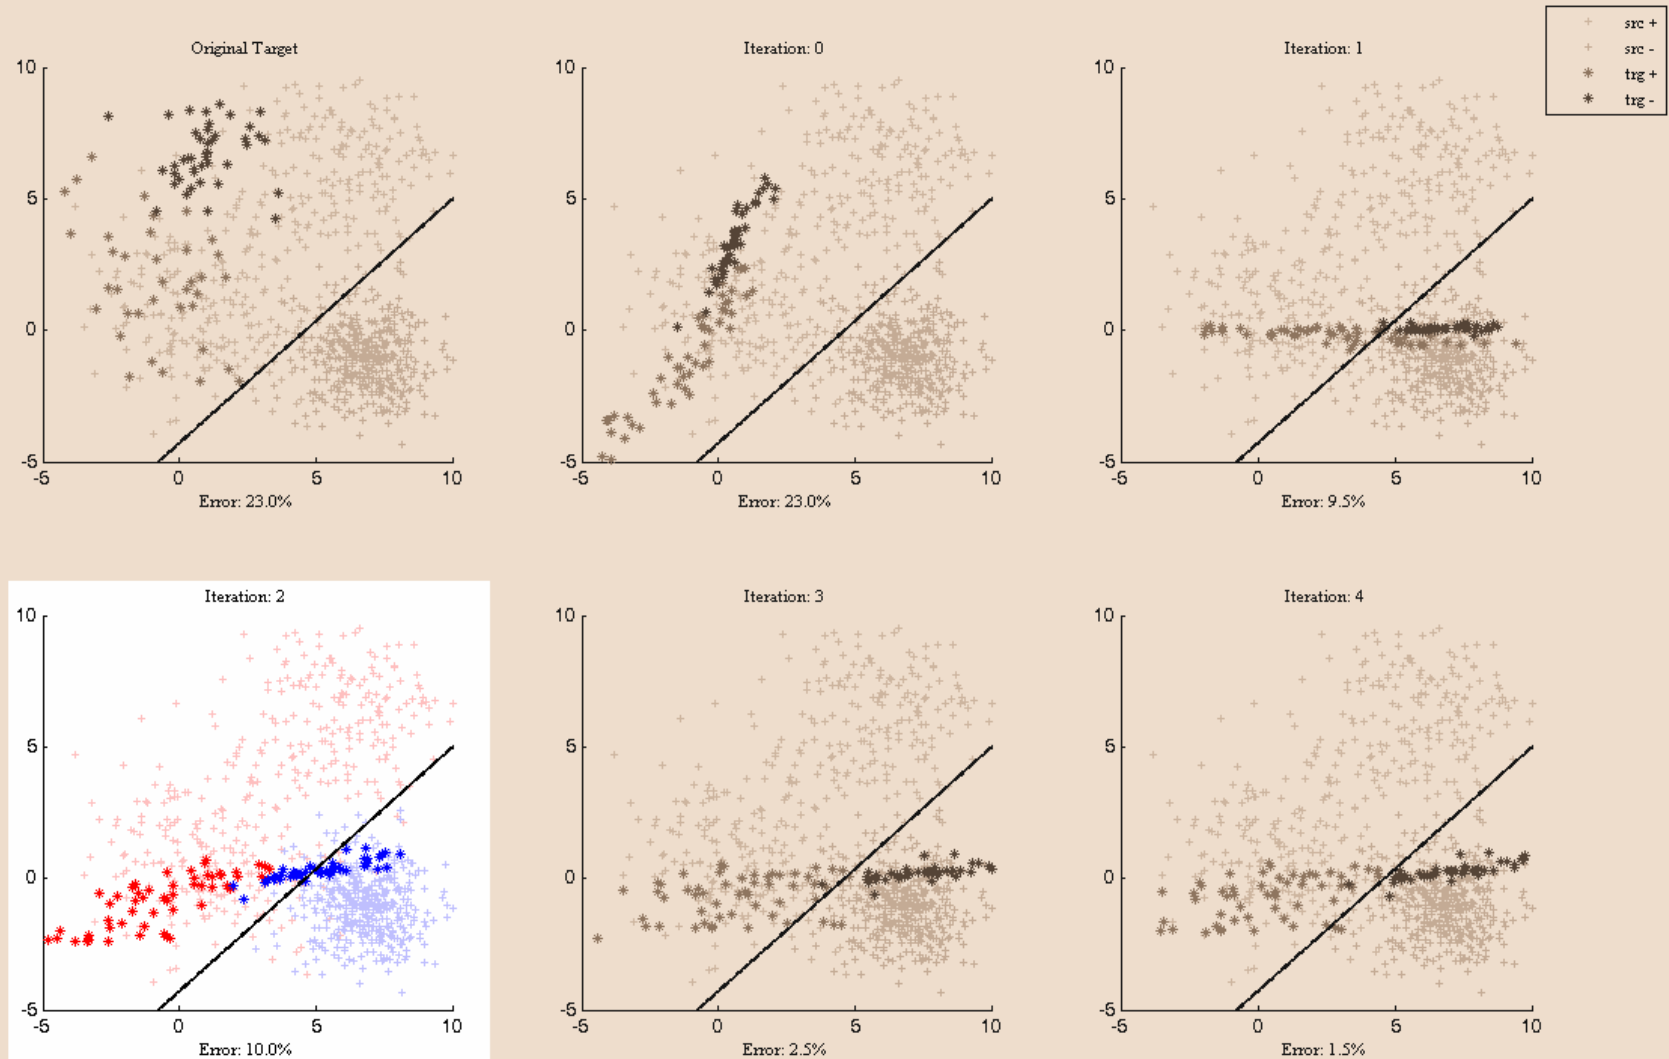 src +
src -
trg +
trg -
Original Target
10
5
0
-5
-5 0 5 10
Error: 23.0%
Iteration: 0
10
5
0
-5
-5 0 5 10
Error: 23.0%
Iteration: 1
10
5
0
-5
-5 0 5 10
Error: 9.5%
Iteration: 2
10
5
0
-5
-5 0 5 10
Error: 10.0%
Iteration: 3
10
5
0
-5
-5 0 5 10
Error: 2.5%
Iteration: 4
10
5
0
-5
-5 0 5 10
Error: 1.5%